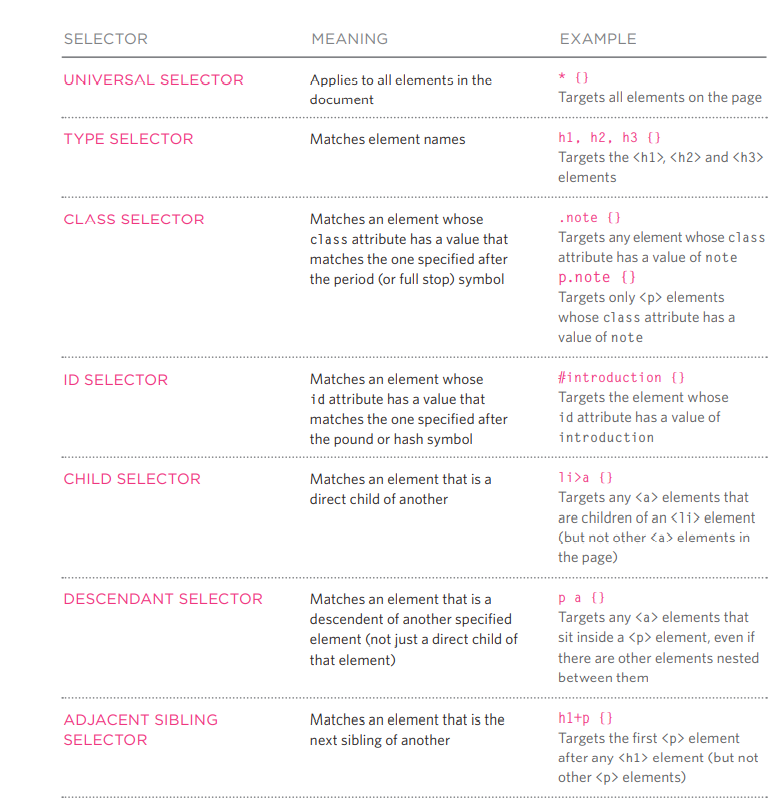 SELECTOR MEANING EXAMPLE
UNIVERSAL SELECTOR
Applies to all elements in the
document
* {}
Targets all elements on the page
TYPE SELECTOR
Matches element names
h1, h2, h3 {}
Targets the <h1>, <h2> and <h3>
elements
CLASS SELECTOR
Matches an element whose
class attribute has a value that
matches the one specified after
the period (or full stop) symbol
.note {}
Targets any element whose class
attribute has a value of note
p.note {}
Targets only <p> elements
whose class attribute has a
value of note
ID SELECTOR
Matches an element whose
id attribute has a value that
matches the one specified after
the pound or hash symbol
#introduction {}
Targets the element whose
id attribute has a value of
introduction
CHILD SELECTOR
Matches an element that is a
direct child of another
li>a {}
Targets any <a> elements that
are children of an <li> element
(but not other <a> elements in
the page)
DESCENDANT SELECTOR
Matches an element that is a
descendent of another specified
element (not just a direct child of
that element)
p a {}
Targets any <a> elements that
sit inside a <p> element, even if
there are other elements nested
between them
ADJACENT SIBLING
SELECTOR
Matches an element that is the
next sibling of another
h1+p {}
Targets the first <p> element
after any <h1> element (but not
other <p> elements)